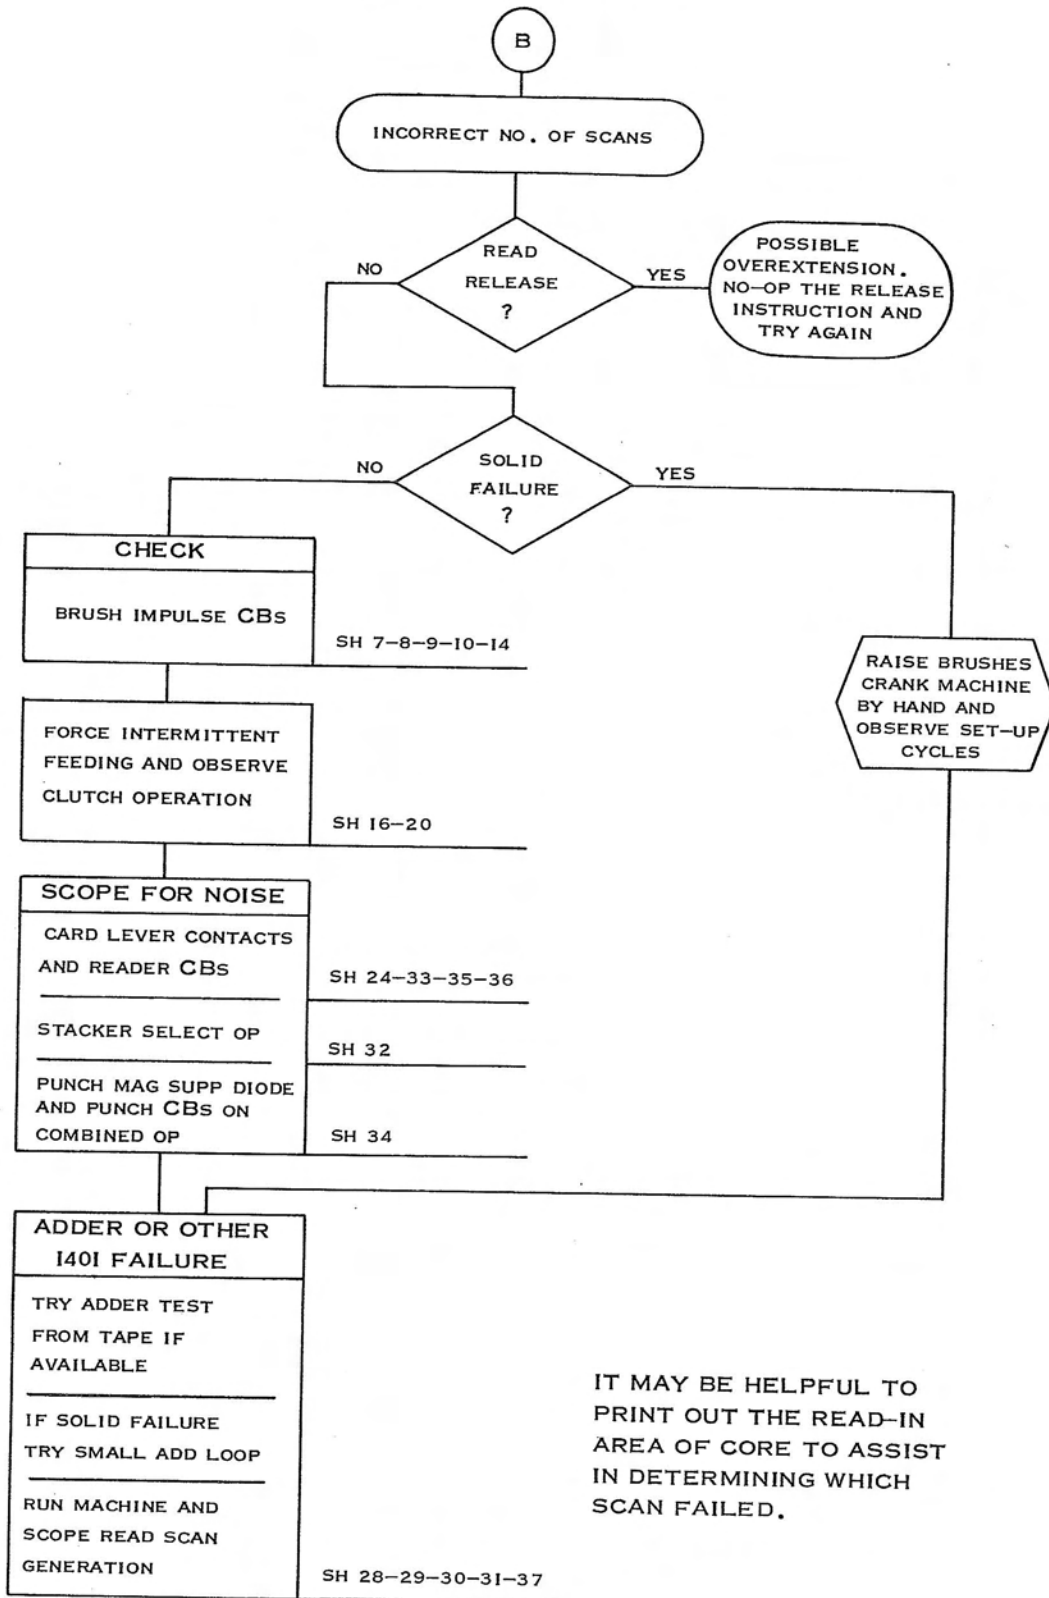 B
INCORRECT NO. OF SCANS
READ
RELEASE
?
NO
YES
POSSIBLE
OVEREXTENSION.
NO-OP THE RELEASE
INSTRUCTION AND
TRY AGAIN
SOLID
FAILURE
?
NO
YES
CHECK
BRUSH IMPULSE CBS
SH 7-8-9-10-14
RAISE BRUSHES
CRANK MACHINE
BY HAND AND
OBSERVE SET-UP
CYCLES
FORCE INTERMITTENT
FEEDING AND OBSERVE
CLUTCH OPERATION
SH 16-20
SCOPE FOR NOISE
CARD LEVER CONTACTS
AND READER CBS
SH 24-33-35-36
STACKER SELECT OP
SH 32
PUNCH MAG SUPP DIODE
AND PUNCH CBS ON
COMBINED OP
SH 34
ADDER OR OTHER
1401 FAILURE
TRY ADDER TEST
FROM TAPE IF
AVAILABLE
IF SOLID FAILURE
TRY SMALL ADD LOOP
RUN MACHINE AND
SCOPE READ SCAN
GENERATION
SH 28-29-30-31-37
IT MAY BE HELPFUL TO
PRINT OUT THE READ-IN
AREA OF CORE TO ASSIST
IN DETERMINING WHICH
SCAN FAILED.